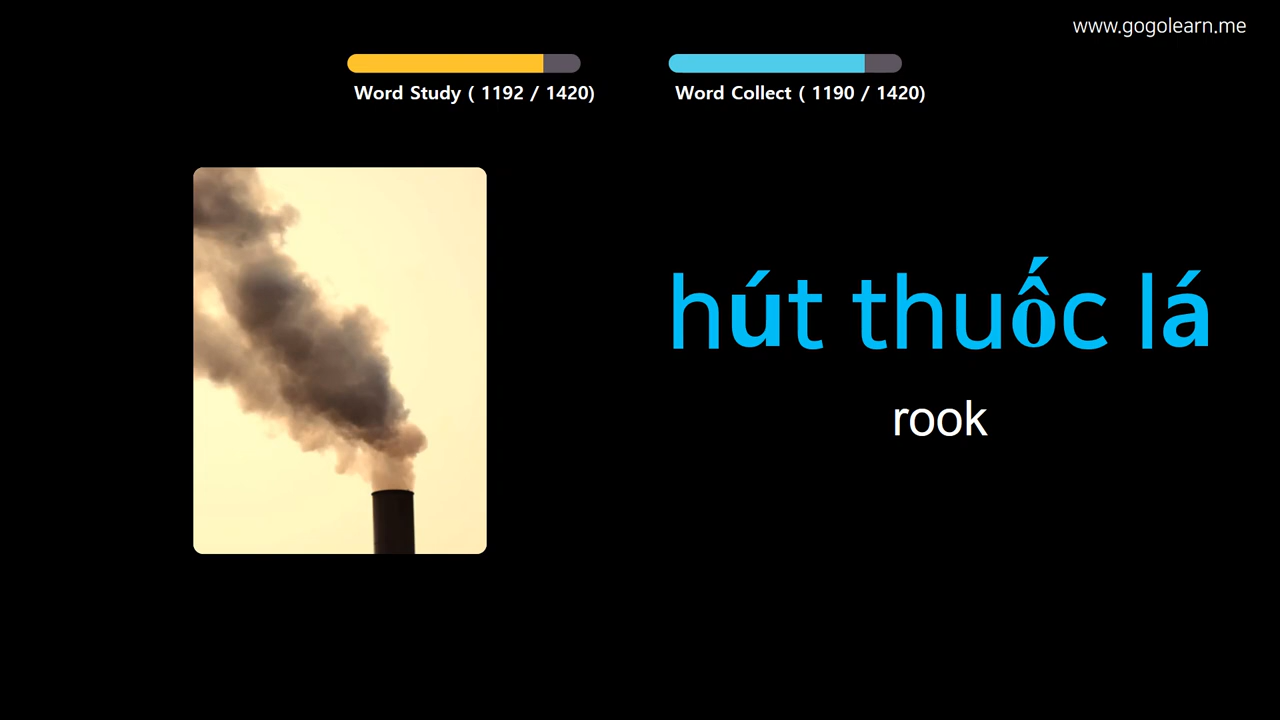 www.gogolearn.me
Word Study ( 1192 / 1420)
Word Collect ( 1190 / 1420)
hút thuốc lá
rook